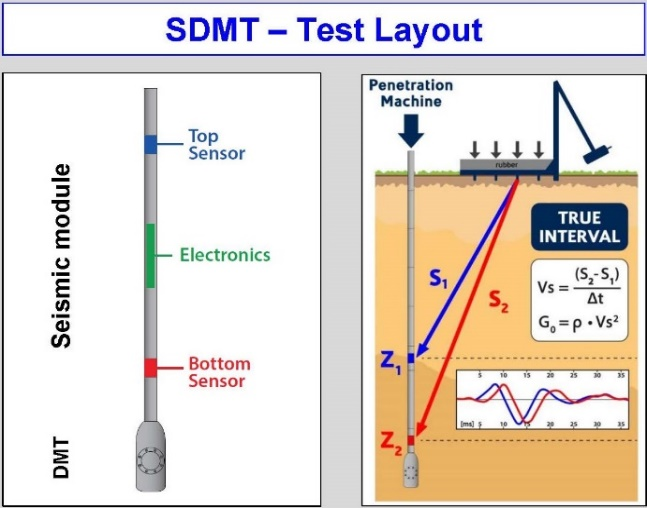 SDMT – Test Layout
Seismic module
DMT
Top
Sensor
Electronics
Bottom
Sensor
Penetration
Machine
rubber
TRUE
INTERVAL
Vs = (S₂-S₁)
Δt
G₀ = ρ • Vs²
S₁
S₂
Z₁
Z₂
5 10 15 20 25 30 35
[ms] 5 10 15 20 25 30 35